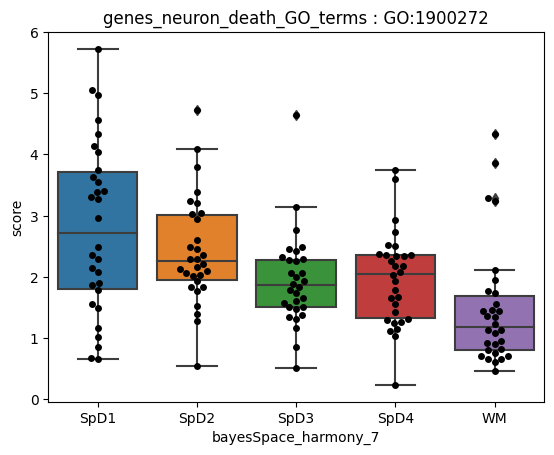 genes_neuron_death_GO_terms : GO:1900272
6
5
4
3
2
1
0
score
SpD1 SpD2 SpD3 SpD4 WM
bayesSpace_harmony_7